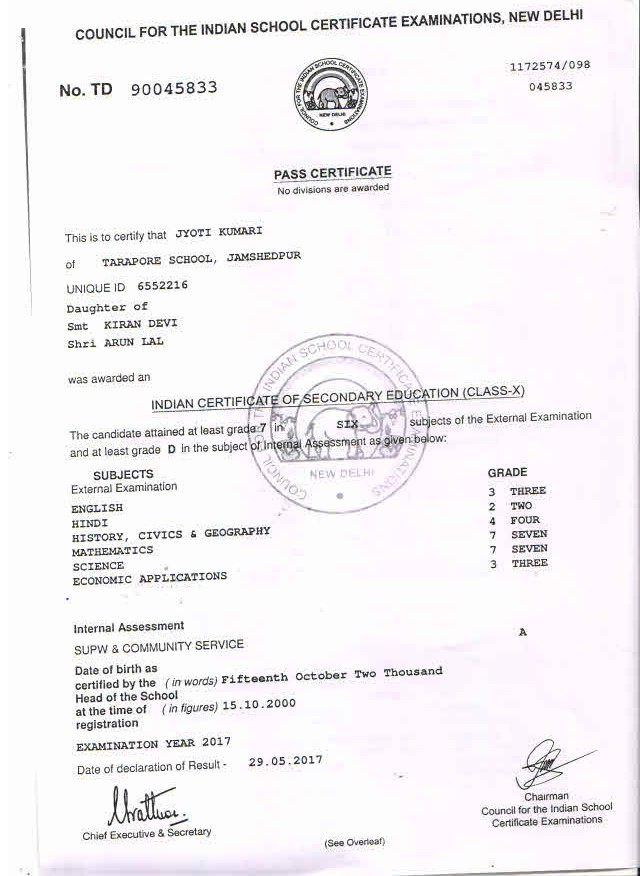 COUNCIL FOR THE INDIAN SCHOOL CERTIFICATE EXAMINATIONS, NEW DELHI
No. TD 90045833
1172574/098
045833
COUNCIL FOR THE INDIAN SCHOOL CERTIFICATE EXAMINATIONS
NEW DELHI
PASS CERTIFICATE
No divisions are awarded
This is to certify that JYOTI KUMARI
of TARAPORE SCHOOL, JAMSHEDPUR
UNIQUE ID 6552216
Daughter of
Smt KIRAN DEVI
Shri ARUN LAL
was awarded an
INDIAN CERTIFICATE OF SECONDARY EDUCATION (CLASS-X)
The candidate attained at least grade 7 in SIX subjects of the External Examination
and at least grade D in the subject of Internal Assessment as given below:
COUNCIL FOR THE INDIAN SCHOOL CERTIFICATE EXAMINATIONS
NEW DELHI
SUBJECTS GRADE
External Examination
ENGLISH 3 THREE
HINDI 2 TWO
HISTORY, CIVICS & GEOGRAPHY 4 FOUR
MATHEMATICS 7 SEVEN
SCIENCE 7 SEVEN
ECONOMIC APPLICATIONS 3 THREE
Internal Assessment
SUPW & COMMUNITY SERVICE A
Date of birth as
certified by the (in words) Fifteenth October Two Thousand
Head of the School
at the time of (in figures) 15.10.2000
registration
EXAMINATION YEAR 2017
Date of declaration of Result - 29.05.2017
Chief Executive & Secretary
Chairman
Council for the Indian School
Certificate Examinations
(See Overleaf)